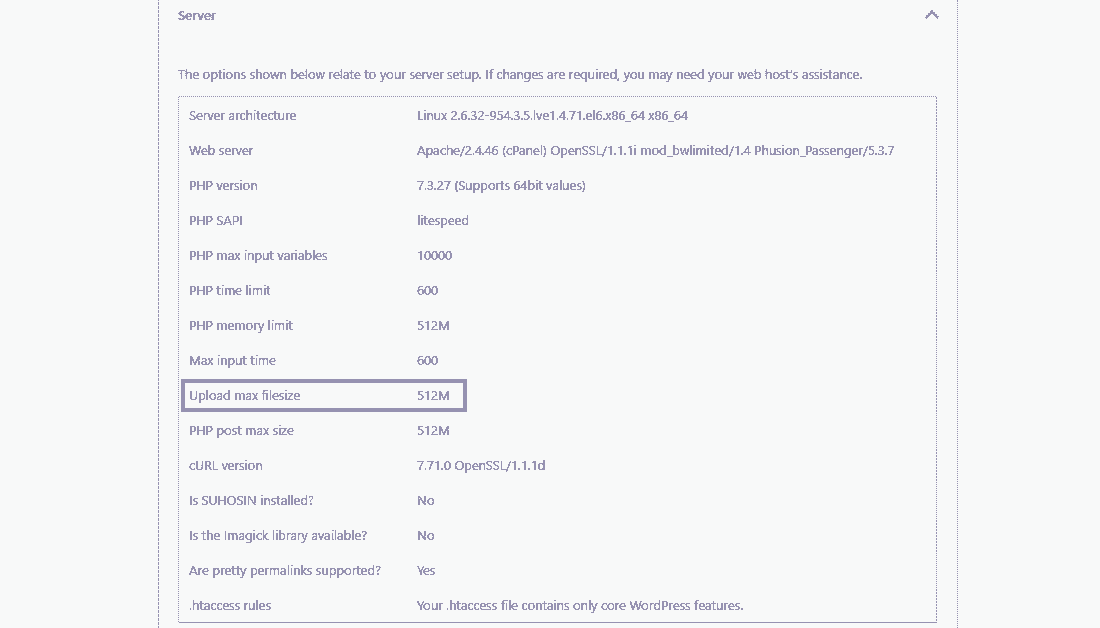 Server
The options shown below relate to your server setup. If changes are required, you may need your web host's assistance.
Server architecture Linux 2.6.32-954.3.5.lve1.4.71.el6.x86_64 x86_64
Web server Apache/2.4.46 (cPanel) OpenSSL/1.1.1i mod_bwlimited/1.4 Phusion_Passenger/5.3.7
PHP version 7.3.27 (Supports 64bit values)
PHP SAPI litespeed
PHP max input variables 10000
PHP time limit 600
PHP memory limit 512M
Max input time 600
Upload max filesize 512M
PHP post max size 512M
cURL version 7.71.0 OpenSSL/1.1.1d
Is SUHOSIN installed? No
Is the Imagick library available? No
Are pretty permalinks supported? Yes
.htaccess rules Your .htaccess file contains only core WordPress features.